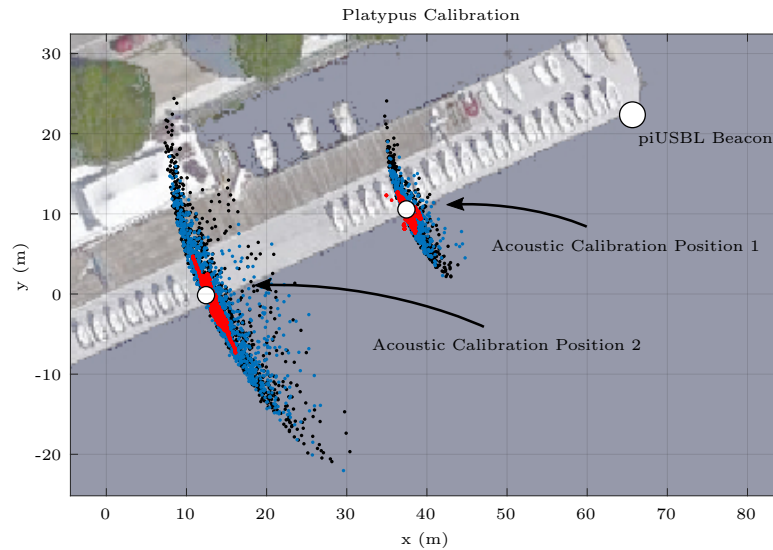 Platypus Calibration
30
20
10
0
-10
-20
y (m)
piUSBL Beacon
Acoustic Calibration Position 1
Acoustic Calibration Position 2
0 10 20 30 40 50 60 70 80
x (m)